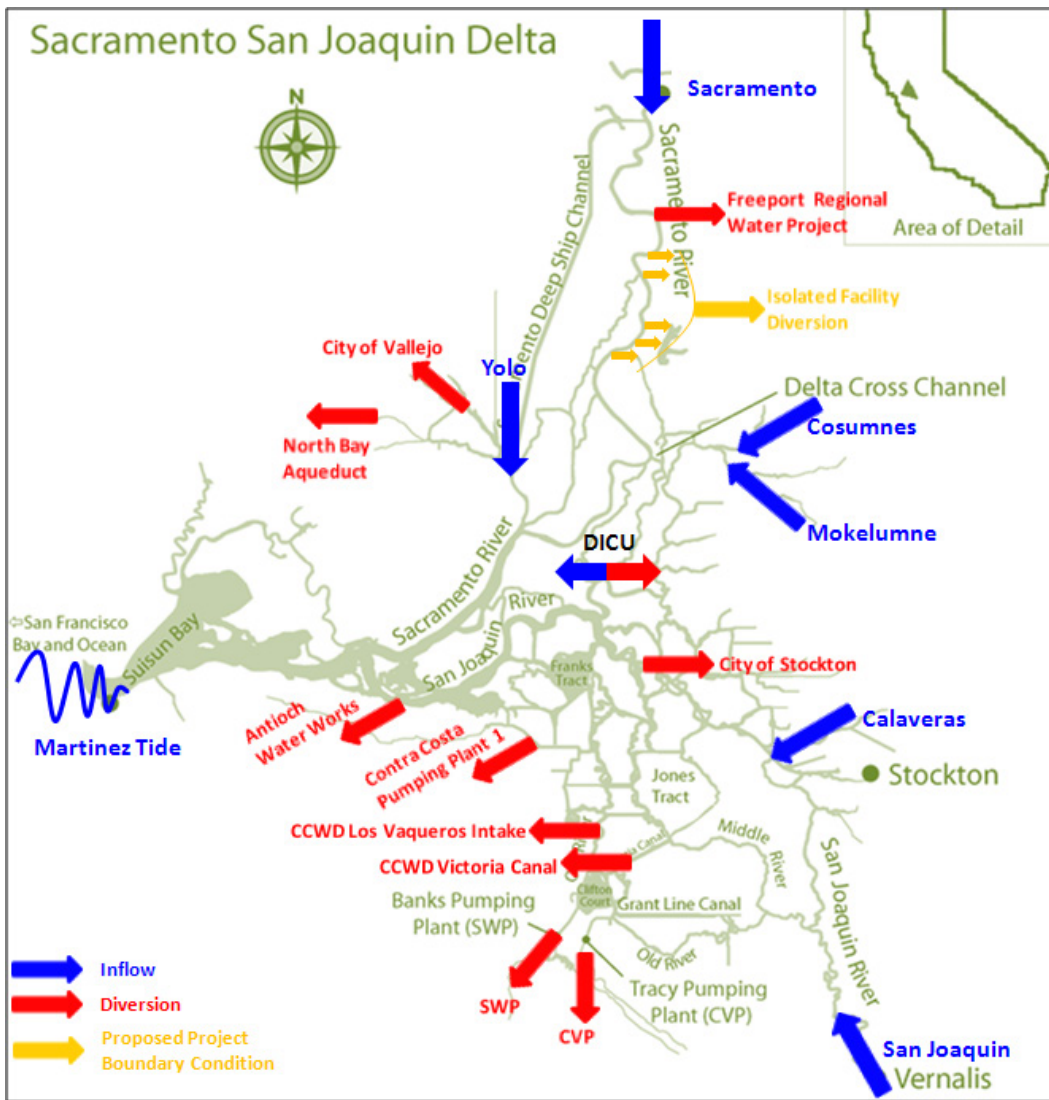 Sacramento San Joaquin Delta
N
Sacramento
Sacramento River
Freeport Regional
Water Project
Area of Detail
Isolated Facility
Diversion
Deep Ship Channel
City of Vallejo
Yolo
Delta Cross Channel
North Bay
Aqueduct
Cosumnes
Mokelumne
DICU
Sacramento River
River
San Joaquin
⇦San Francisco
Bay and Ocean
Suisun Bay
Franks
Tract
City of Stockton
Martinez Tide
Antioch
Water Works
Contra Costa
Pumping Plant 1
Calaveras
Stockton
Jones
Tract
CCWD Los Vaqueros Intake
Middle
River
CCWD Victoria Canal
Canal
San Joaquin River
Clifton
Court
Banks Pumping
Plant (SWP)
Grant Line Canal
Old River
SWP
CVP
Tracy Pumping
Plant (CVP)
San Joaquin
Vernalis
Inflow
Diversion
Proposed Project
Boundary Condition